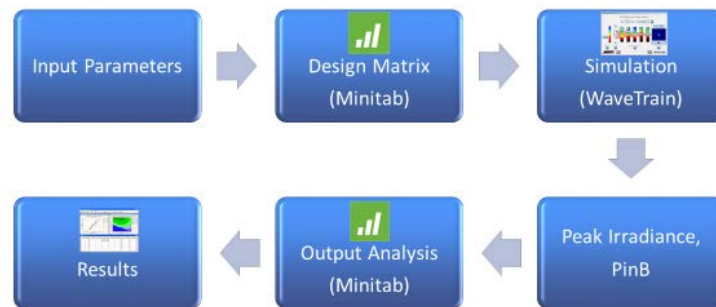 Input Parameters
Design Matrix
(Minitab)
Simulation
(WaveTrain)
Peak Irradiance,
PinB
Output Analysis
(Minitab)
Results